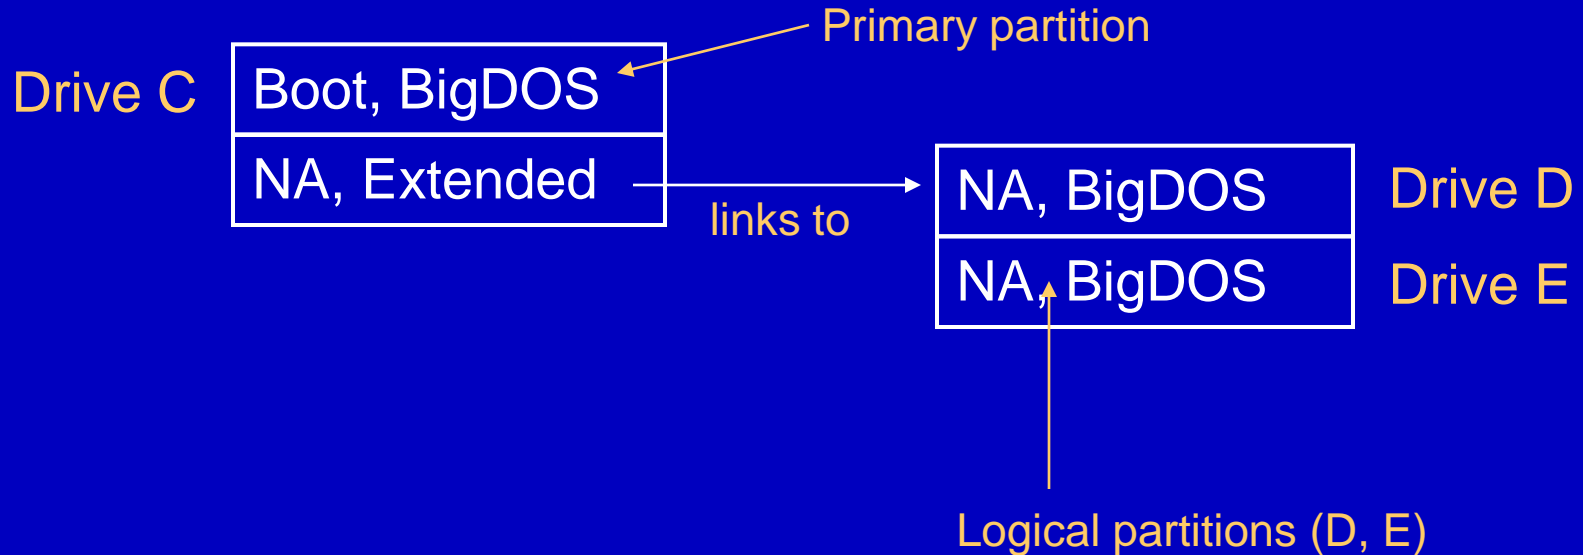 Primary partition
Drive C
Boot, BigDOS
NA, Extended
links to
NA, BigDOS
Drive D
NA, BigDOS
Drive E
Logical partitions (D, E)